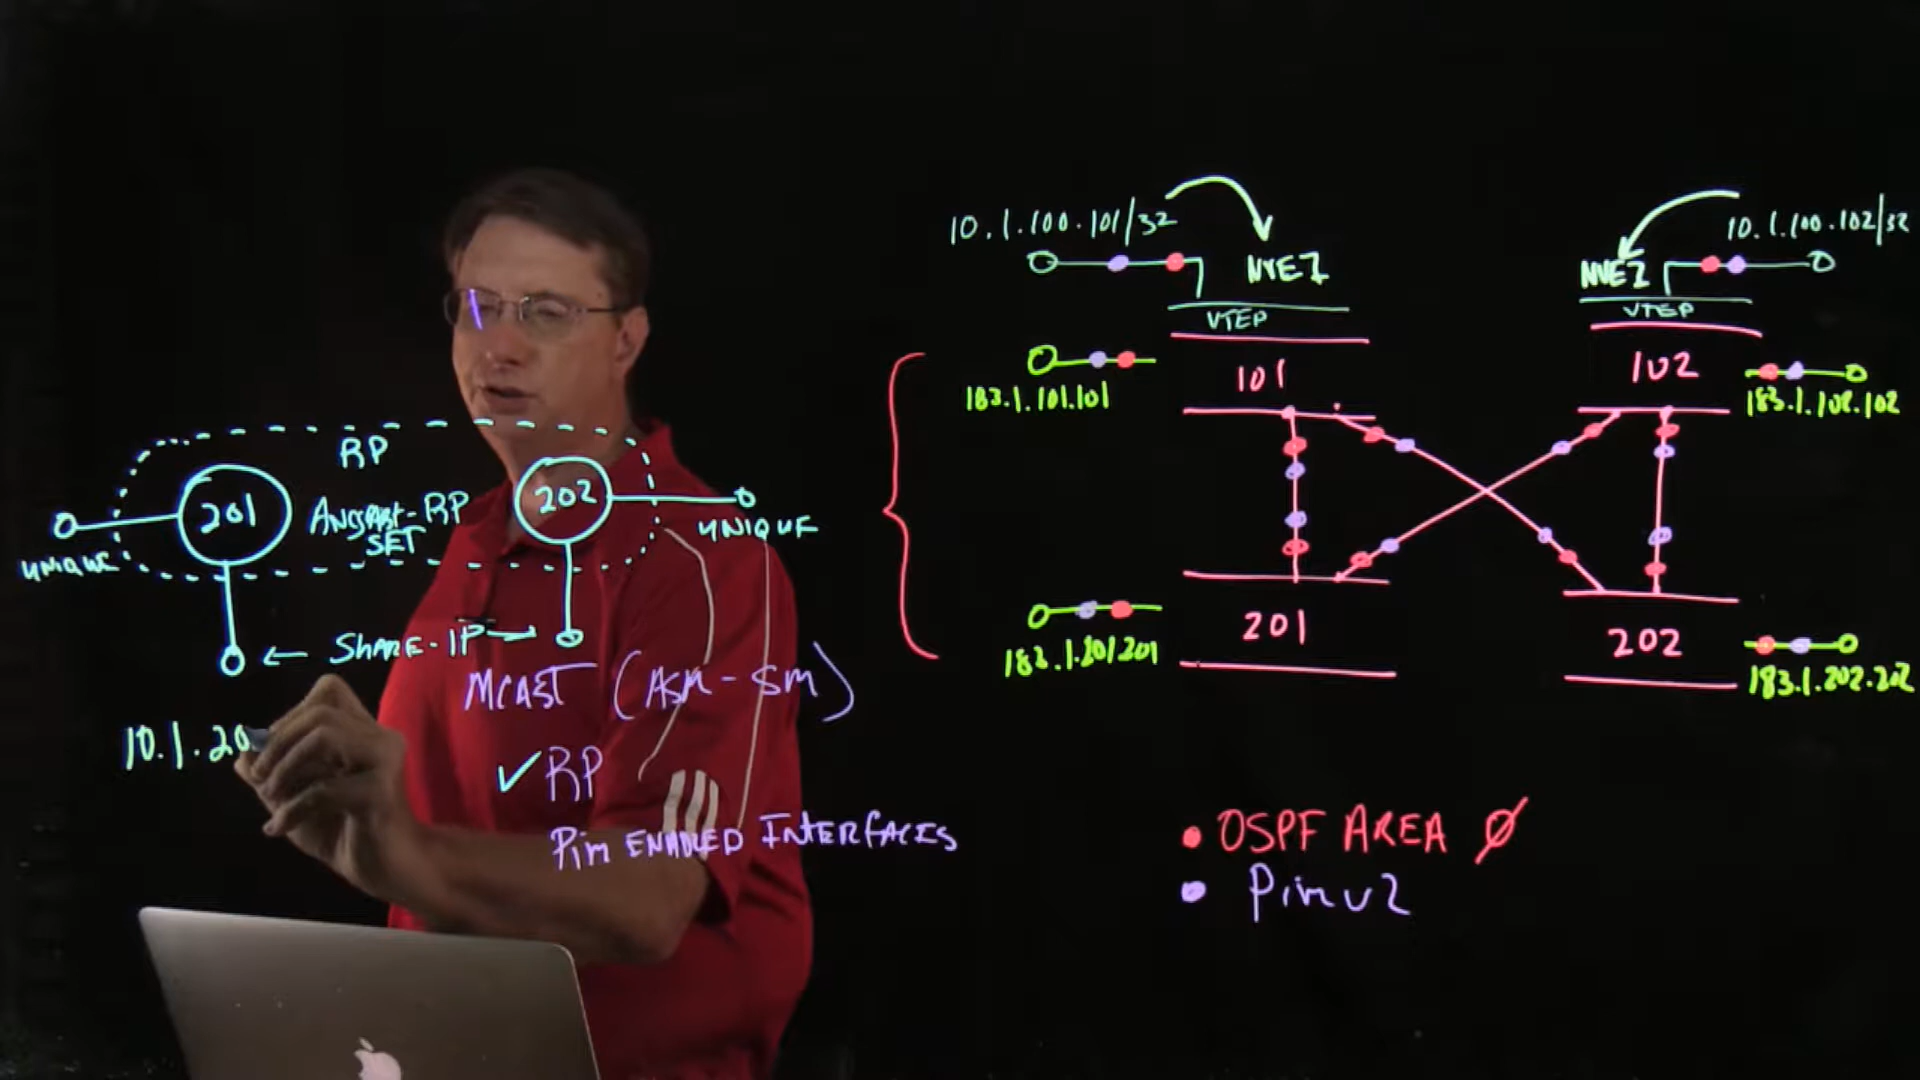 RP
201
ANYCAST-RP
SET
202
UNIQUE
UNIQUE
SHARE-IP
10.1.20
MCAST (ASM-SM)
✓ RP
Pim ENABLED INTERFACES
10.1.100.101/32
NVE1
VTEP
101
183.1.101.101
10.1.100.102/32
NVE1
VTEP
102
183.1.102.102
201
183.1.201.201
202
183.1.202.202
• OSPF AREA Ø
• Pimv2